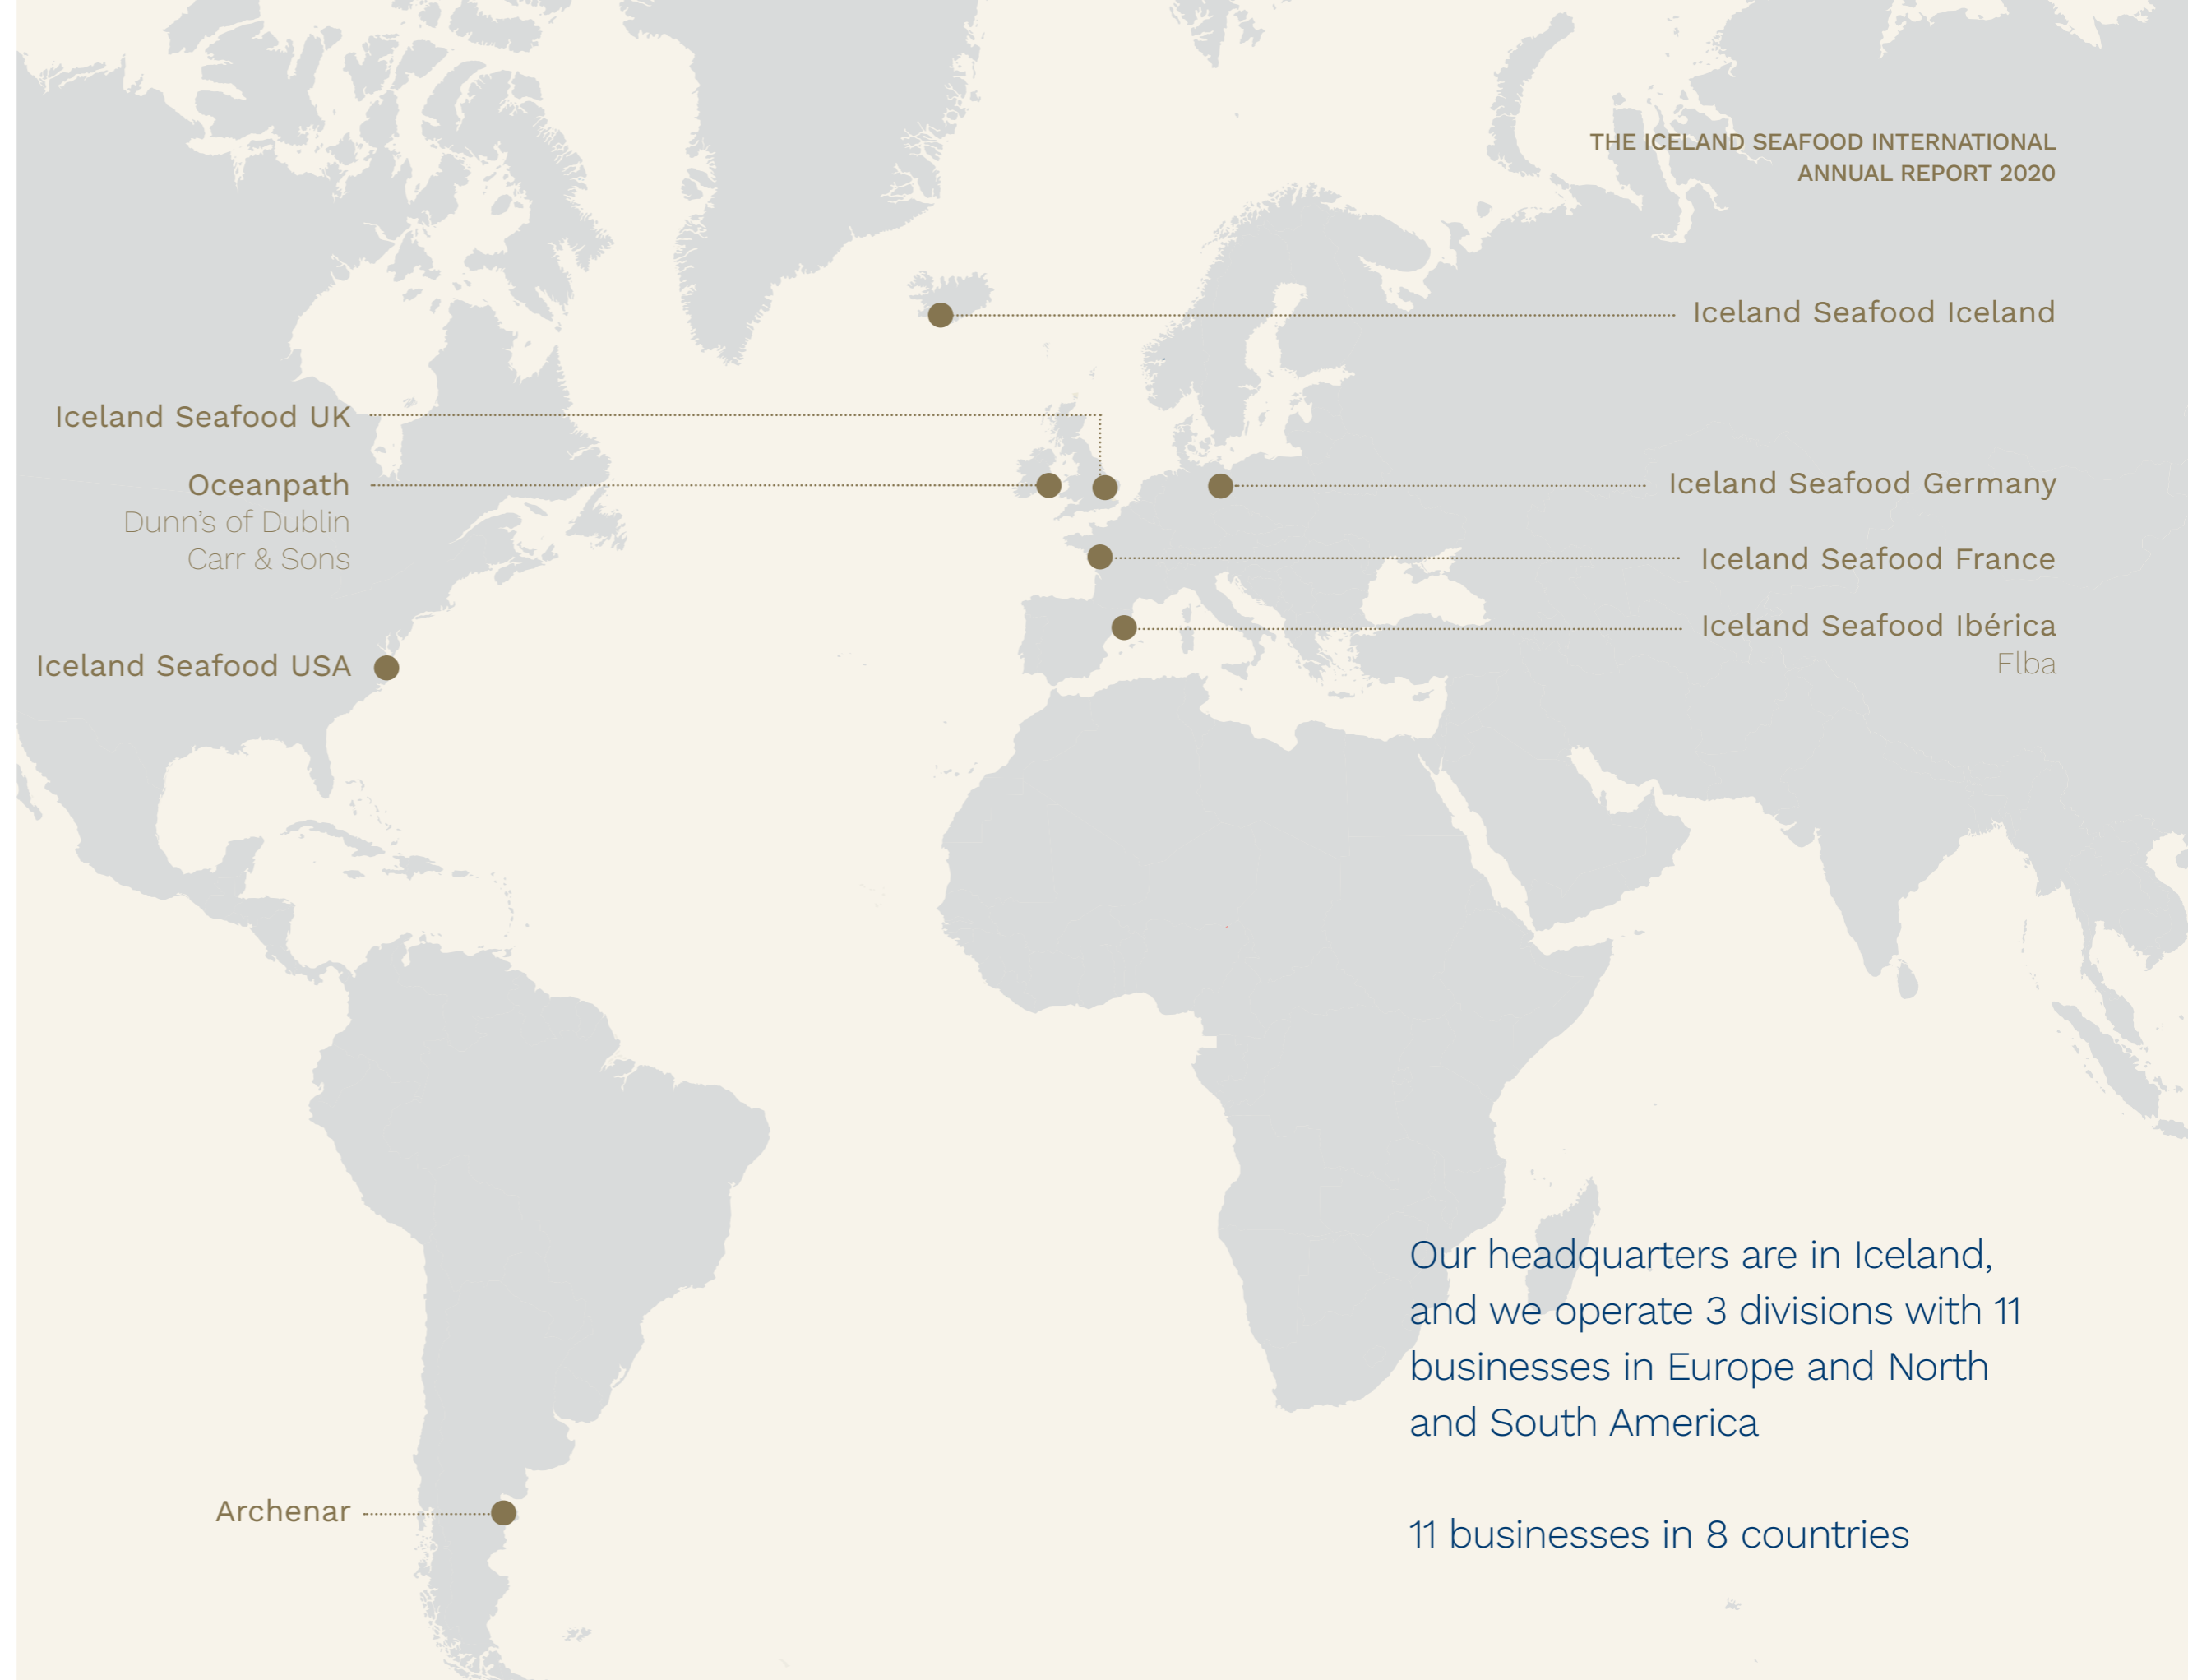 THE ICELAND SEAFOOD INTERNATIONAL
ANNUAL REPORT 2020
Iceland Seafood Iceland
Iceland Seafood UK
Oceanpath
Dunn’s of Dublin
Carr & Sons
Iceland Seafood Germany
Iceland Seafood France
Iceland Seafood Ibérica
Elba
Iceland Seafood USA
Our headquarters are in Iceland,
and we operate 3 divisions with 11
businesses in Europe and North
and South America
Archenar
11 businesses in 8 countries